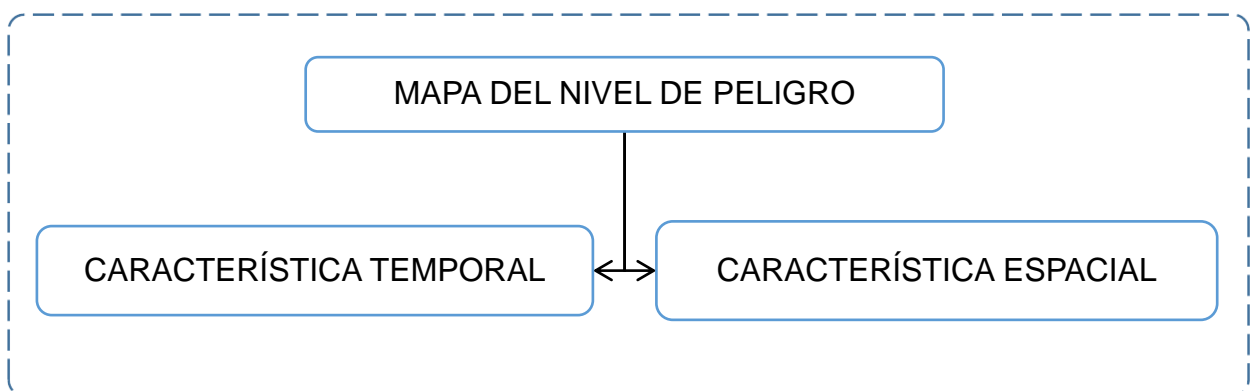 MAPA DEL NIVEL DE PELIGRO
CARACTERÍSTICA TEMPORAL
CARACTERÍSTICA ESPACIAL